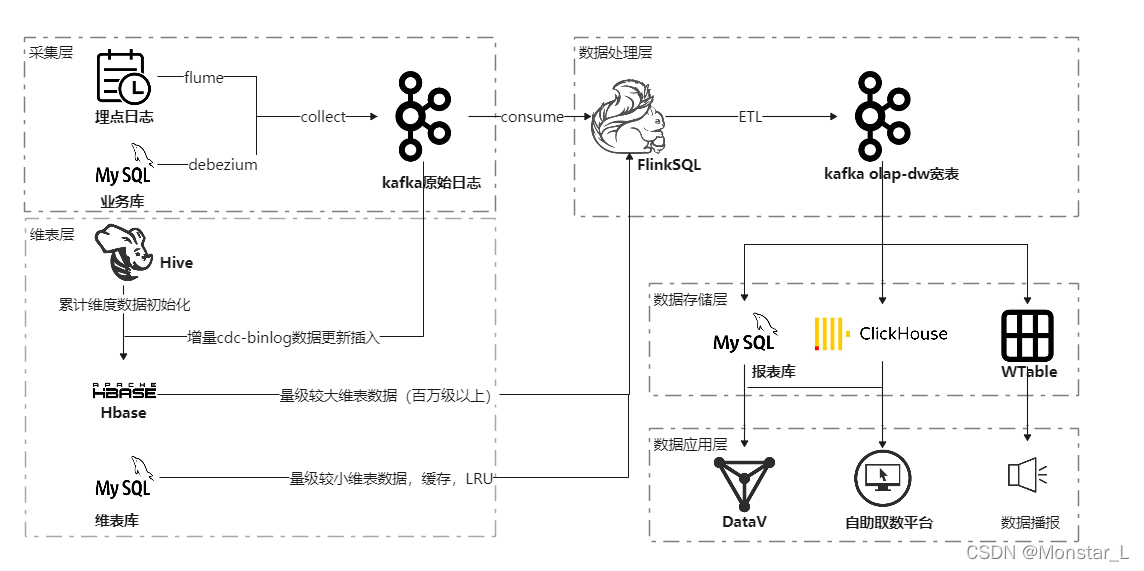 采集层
flume
埋点日志
collect
debezium
My SQL
业务库
kafka原始日志
consume
数据处理层
FlinkSQL
ETL
kafka olap-dw宽表
维表层
Hive
累计维度数据初始化
增量cdc-binlog数据更新插入
APACHE
HBASE
Hbase
量级较大维表数据（百万级以上）
My SQL
维表库
量级较小维表数据，缓存，LRU
数据存储层
My SQL
报表库
ClickHouse
WTable
数据应用层
DataV
自助取数平台
数据播报
CSDN @Monstar_L